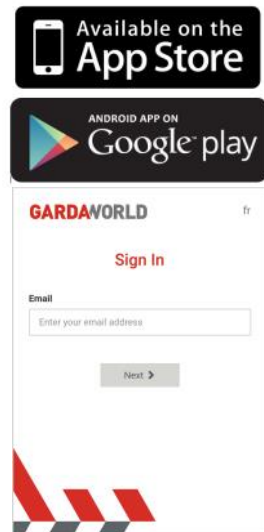 Available on the
App Store
ANDROID APP ON
Google play
GARDAWORLD
fr
Sign In
Email
Enter your email address
Next